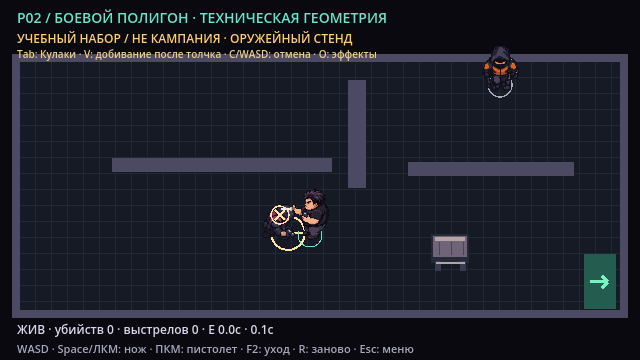 P02 / БОЕВОЙ ПОЛИГОН · ТЕХНИЧЕСКАЯ ГЕОМЕТРИЯ
УЧЕБНЫЙ НАБОР / НЕ КАМПАНИЯ · ОРУЖЕЙНЫЙ СТЕНД
Tab: Кулаки · V: добивание после толчка · C/WASD: отмена · O: эффекты
ЖИВ · убийств 0 · выстрелов 0 · E 0.0с · 0.1с
WASD · Space/ЛКМ: нож · ПКМ: пистолет · F2: уход · R: заново · Esc: меню